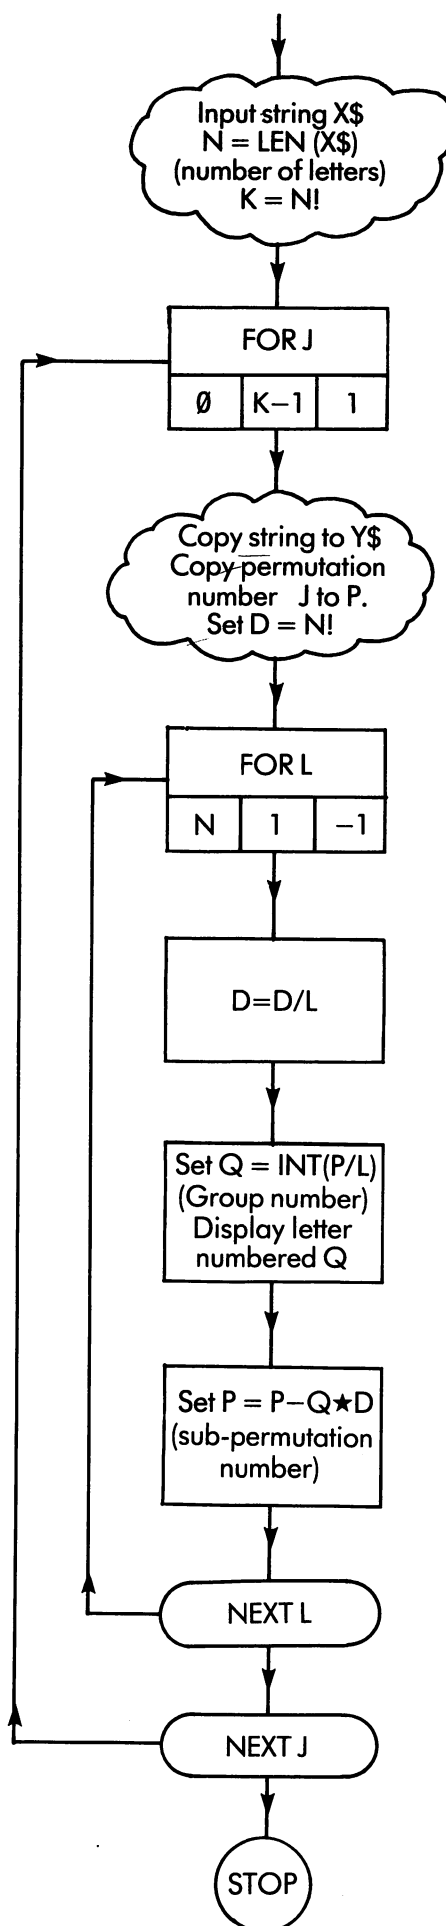 Input string X$
N = LEN (X$)
(number of letters)
K = N!
FOR J
Ø K–1 1
Copy string to Y$
Copy permutation
number J to P.
Set D = N!
FOR L
N 1 –1
D=D/L
Set Q = INT(P/L)
(Group number)
Display letter
numbered Q
Set P = P–Q★D
(sub-permutation
number)
NEXT L
NEXT J
STOP